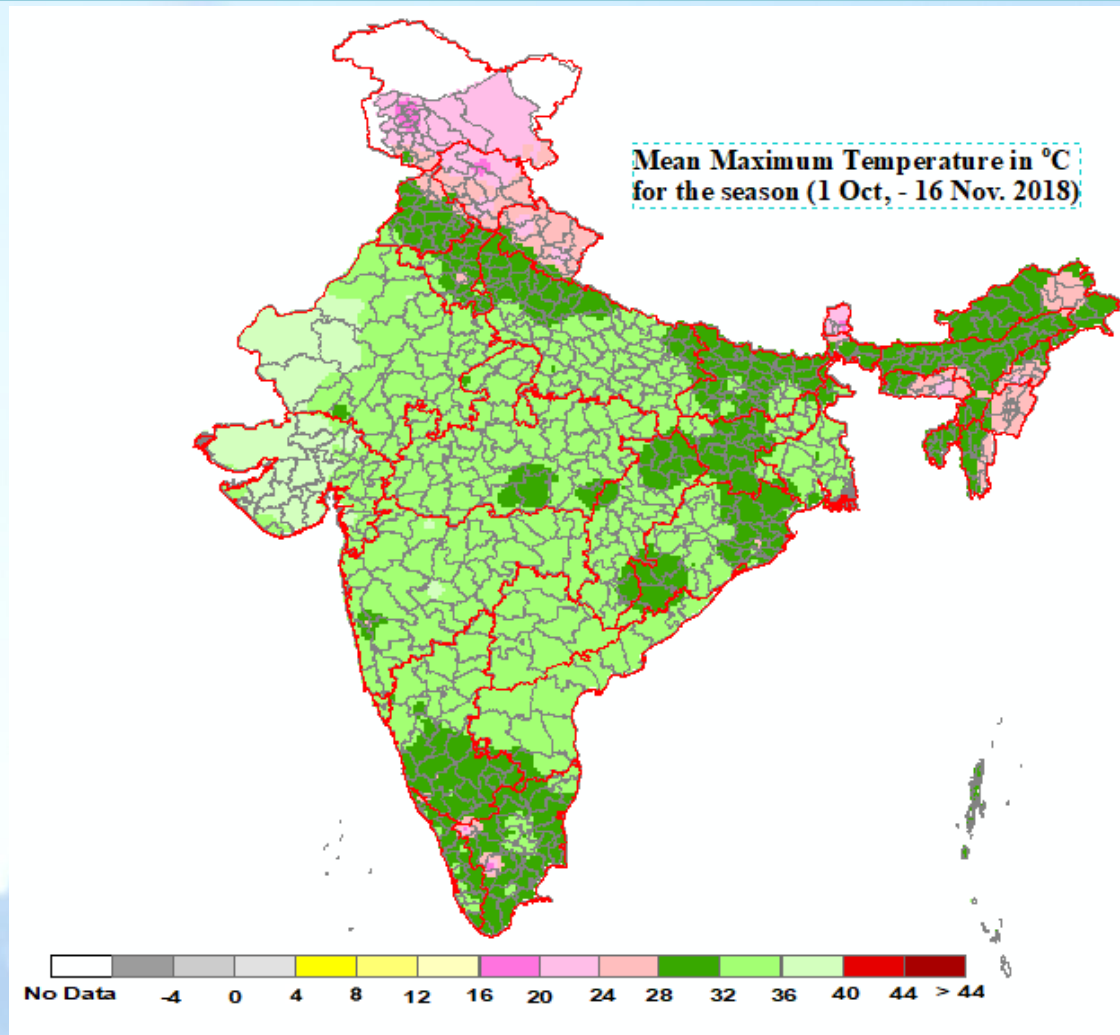 Mean Maximum Temperature in °C
for the season (1 Oct, - 16 Nov. 2018)
No Data -4 0 4 8 12 16 20 24 28 32 36 40 44 > 44